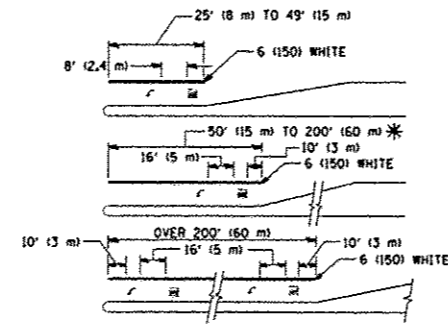 25' (8 m) TO 49' (15 m)
8' (2.4 m)
6 (150) WHITE
50' (15 m) TO 200' (60 m) *
16' (5 m)
10' (3 m)
6 (150) WHITE
OVER 200' (60 m)
10' (3 m)
16' (5 m)
10' (3 m)
6 (150) WHITE